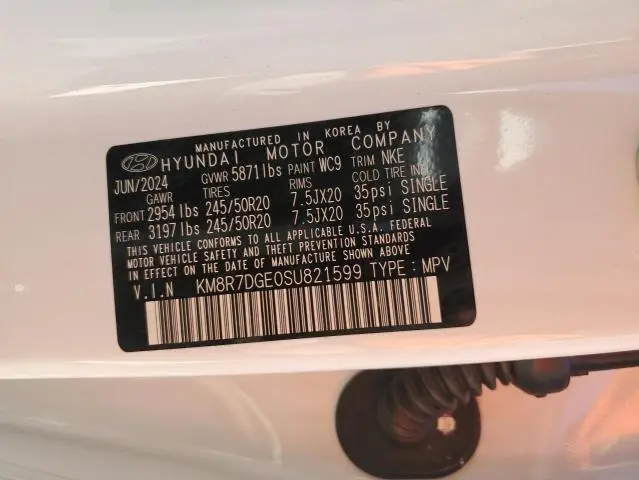 MANUFACTURED IN KOREA BY
HYUNDAI MOTOR COMPANY
JUN/2024 GVWR 5871lbs PAINT WC9 TRIM NKE
GAWR TIRES RIMS COLD TIRE INF
FRONT 2954 lbs 245/50R20 7.5JX20 35psi SINGLE
REAR 3197 lbs 245/50R20 7.5JX20 35psi SINGLE
THIS VEHICLE CONFORMS TO ALL APPLICABLE U.S.A. FEDERAL
MOTOR VEHICLE SAFETY AND THEFT PREVENTION STANDARDS
IN EFFECT ON THE DATE OF MANUFACTURE SHOWN ABOVE
V.I.N KM8R7DGE0SU821599 TYPE : MPV